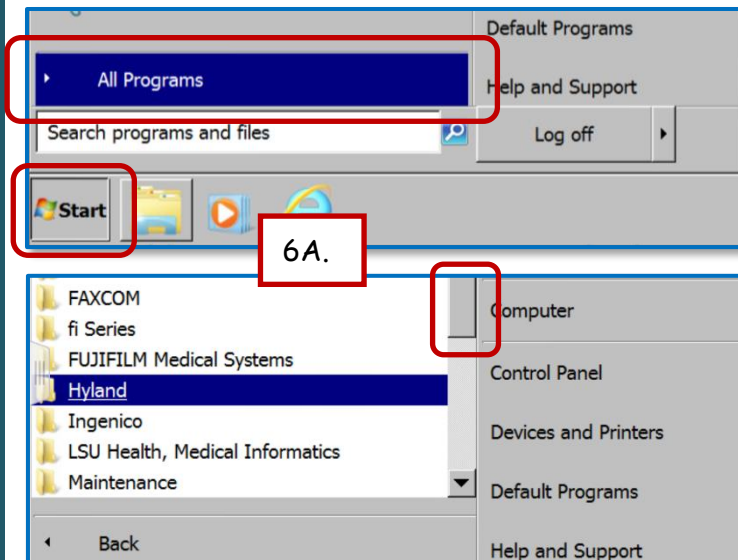 Default Programs
All Programs
Help and Support
Search programs and files
Log off
Start
6A.
FAXCOM
fi Series
FUJIFILM Medical Systems
Hyland
Ingenico
LSU Health, Medical Informatics
Maintenance
Back
Computer
Control Panel
Devices and Printers
Default Programs
Help and Support